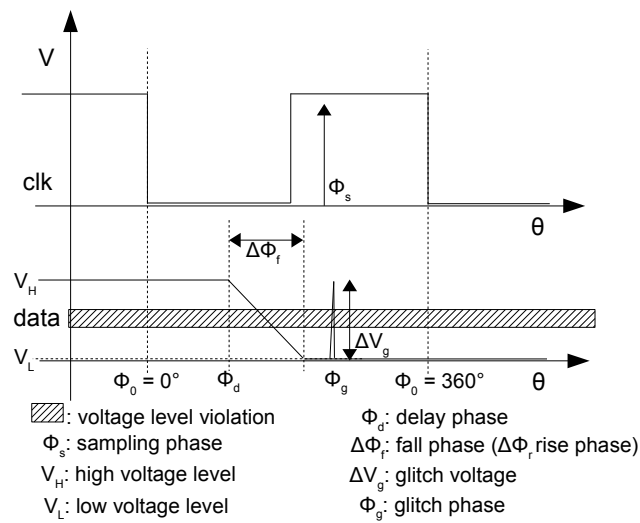 V
clk
Φs
θ
ΔΦf
VH
data
ΔVg
VL
Φ0 = 0°
Φd
Φg
Φ0 = 360°
θ
: voltage level violation
Φs: sampling phase
VH: high voltage level
VL: low voltage level
Φd: delay phase
ΔΦf: fall phase (ΔΦr rise phase)
ΔVg: glitch voltage
Φg: glitch phase